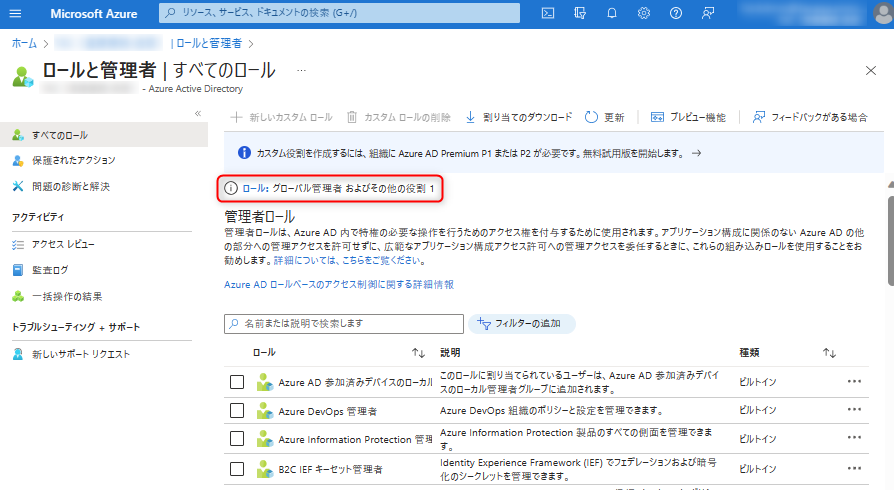 Microsoft Azure
リソース、サービス、ドキュメントの検索 (G+/)
ホーム > | ロールと管理者 >
ロールと管理者 | すべてのロール …
- Azure Active Directory
«
＋ 新しいカスタム ロール カスタム ロールの削除 割り当てのダウンロード 更新 プレビュー機能 フィードバックがある場合
すべてのロール
保護されたアクション
問題の診断と解決
アクティビティ
アクセス レビュー
監査ログ
一括操作の結果
トラブルシューティング + サポート
新しいサポート リクエスト
カスタム役割を作成するには、組織に Azure AD Premium P1 または P2 が必要です。無料試用版を開始します。 →
ロール: グローバル管理者 およびその他の役割 1
管理者ロール
管理者ロールは、Azure AD 内で特権の必要な操作を行うためのアクセス権を付与するために使用されます。アプリケーション構成に関係のない Azure AD の他
の部分への管理アクセスを許可せずに、広範なアプリケーション構成アクセス許可への管理アクセスを委任するときに、これらの組み込みロールを使用することをお
勧めします。詳細については、こちらをご覧ください。
Azure AD ロールベースのアクセス制御に関する詳細情報
名前または説明で検索します フィルターの追加
ロール ↑↓ 説明 種類 ↑↓
Azure AD 参加済みデバイスのローカル このロールに割り当てられているユーザーは、Azure AD 参加済みデバイ ビルトイン …
スのローカル管理者グループに追加されます。
Azure DevOps 管理者 Azure DevOps 組織のポリシーと設定を管理できます。 ビルトイン …
Azure Information Protection 管理 Azure Information Protection 製品のすべての側面を管理できま ビルトイン …
す。
B2C IEF キーセット管理者 Identity Experience Framework (IEF) でフェデレーションおよび暗号 ビルトイン …
化のシークレットを管理できます。